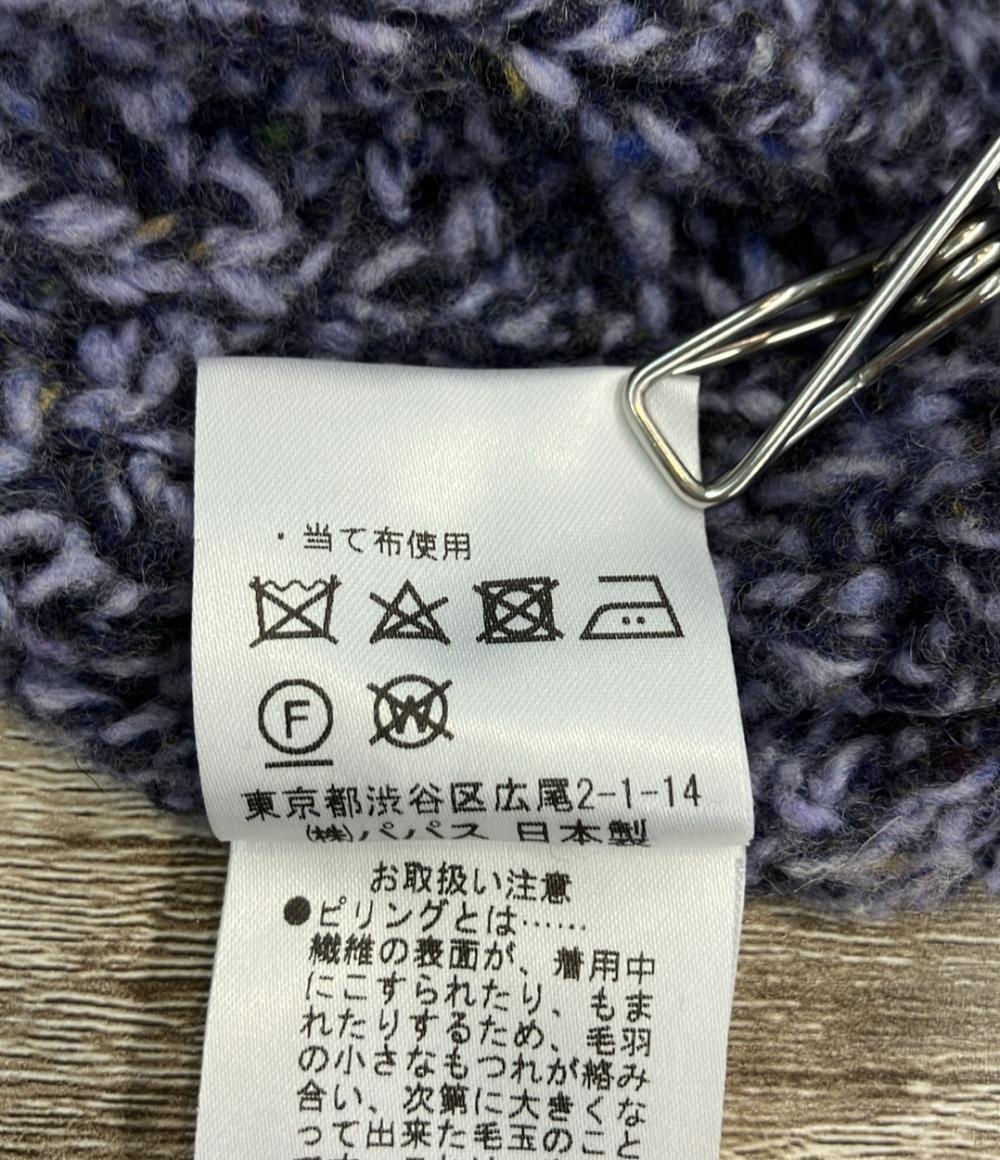 ・当て布使用
F W
東京都渋谷区広尾2-1-14
(株)パパス 日本製
お取扱い注意
●ピリングとは……
繊維の表面が、着用中
にこすられたり、もま
れたりするため、毛羽
の小さなもつれが絡み
合い、次第に大きくな
って出来た毛玉のこと